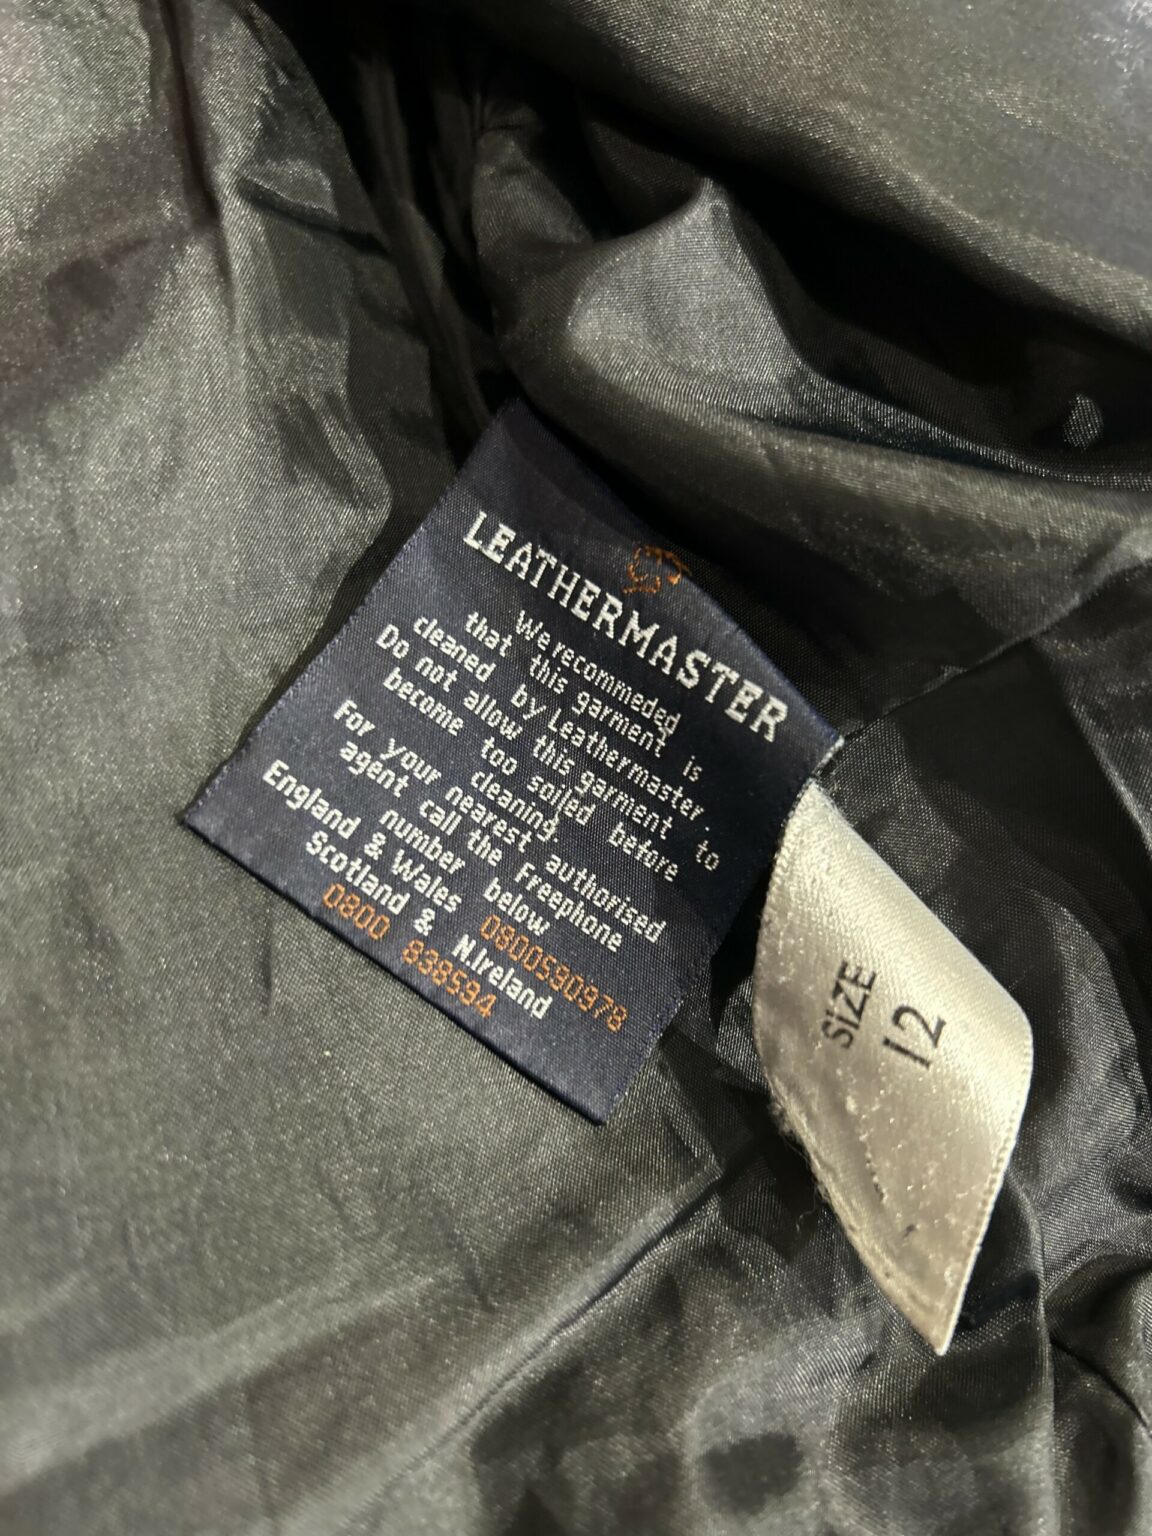 LEATHERMASTER
We recommeded
that this garment is
cleaned by Leathermaster
Do not allow this garment to
become too soiled before
cleaning.
For your nearest authorised
agent call the Freephone
number below
England & Wales 0800590978
Scotland & N.Ireland
0800 838594
SIZE
12